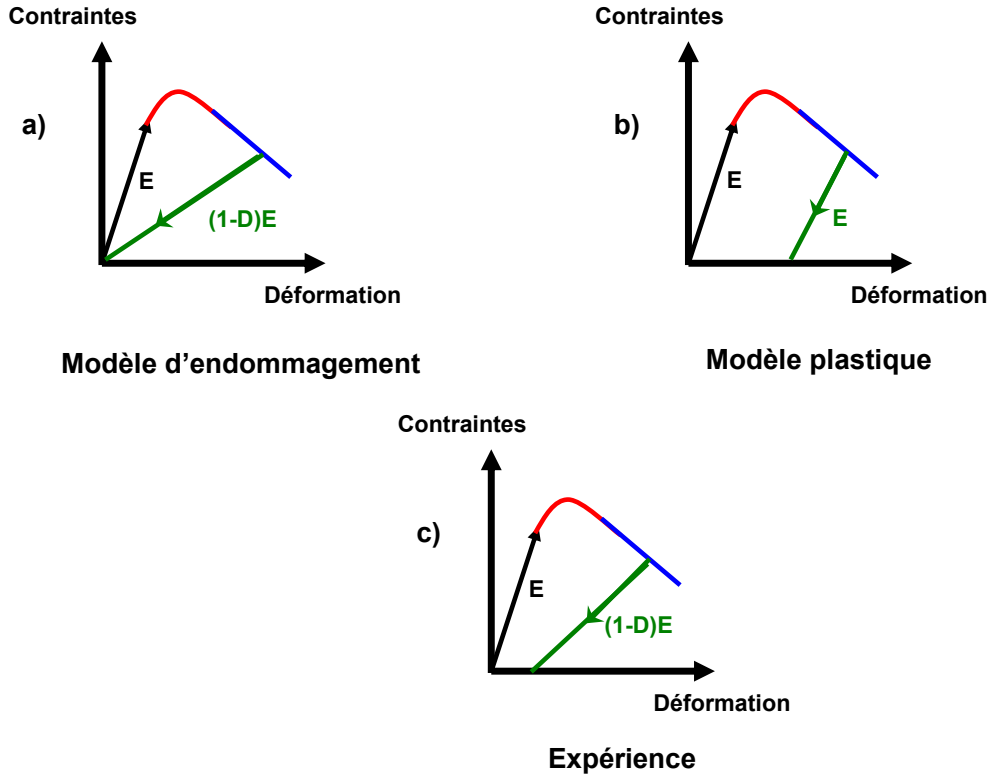 Contraintes
a)
E
(1-D)E
Déformation
Modèle d'endommagement
Contraintes
b)
E
E
Déformation
Modèle plastique
Contraintes
c)
E
(1-D)E
Déformation
Expérience